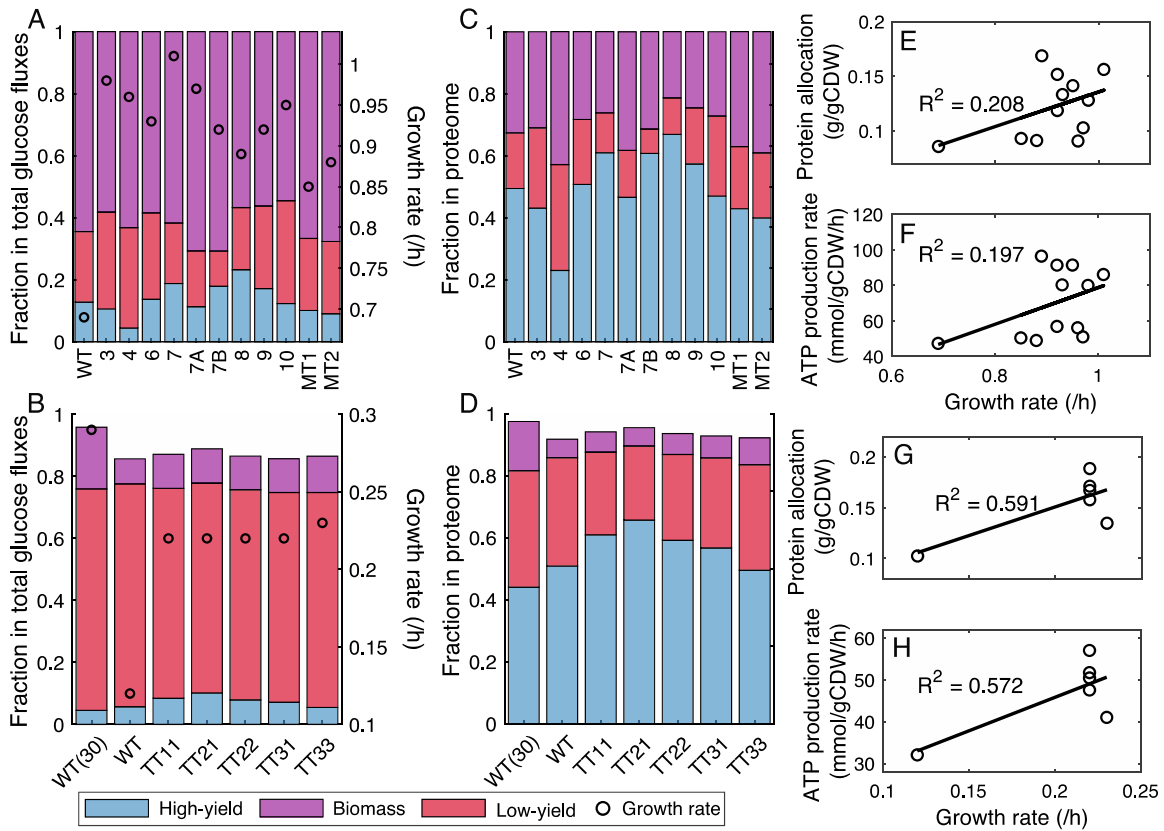 A
Fraction in total glucose fluxes
1
0.8
0.6
0.4
0.2
0
WT
3
4
6
7
7A
7B
8
9
10
MT1
MT2
1
0.95
0.9
0.85
0.8
0.75
0.7
Growth rate (/h)
C
Fraction in proteome
1
0.8
0.6
0.4
0.2
0
WT
3
4
6
7
7A
7B
8
9
10
MT1
MT2
E
Protein allocation
(g/gCDW)
0.2
0.15
0.1
R² = 0.208
F
ATP production rate
(mmol/gCDW/h)
120
100
80
60
40
R² = 0.197
0.6
0.8
1
Growth rate (/h)
B
Fraction in total glucose fluxes
1
0.8
0.6
0.4
0.2
0
WT(30)
WT
TT11
TT21
TT22
TT31
TT33
0.3
0.25
0.2
0.15
0.1
Growth rate (/h)
D
Fraction in proteome
1
0.8
0.6
0.4
0.2
0
WT(30)
WT
TT11
TT21
TT22
TT31
TT33
G
Protein allocation
(g/gCDW)
0.2
0.15
0.1
R² = 0.591
H
ATP production rate
(mmol/gCDW/h)
60
50
40
30
R² = 0.572
0.1
0.15
0.2
0.25
Growth rate (/h)
High-yield
Biomass
Low-yield
Growth rate